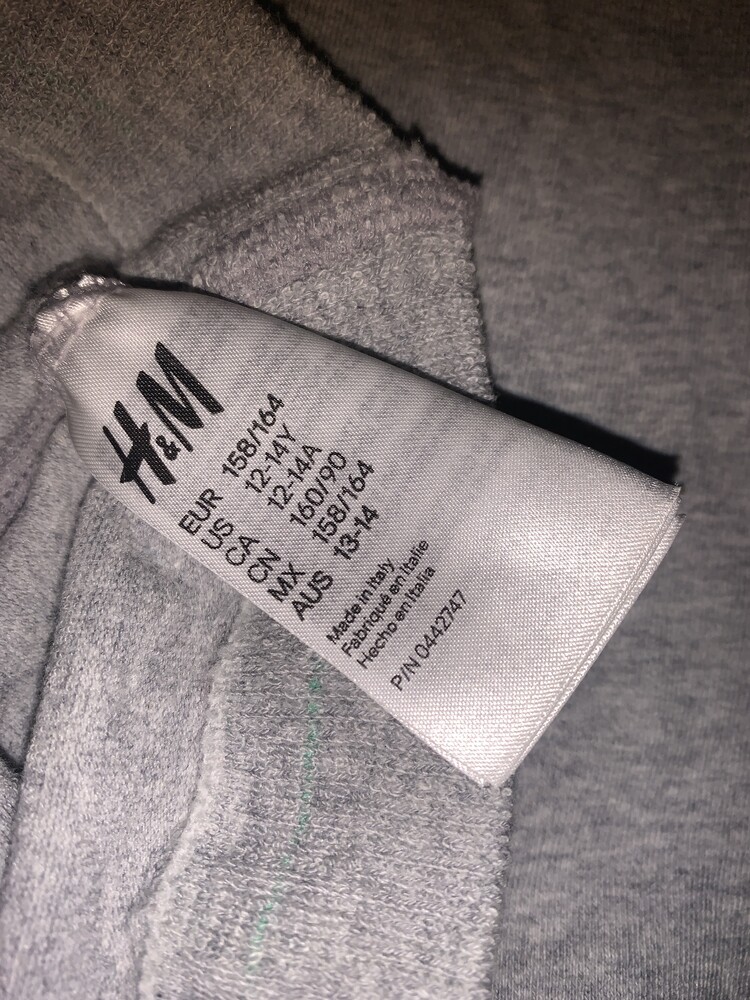 H&M
EUR 158/164
US 12-14Y
CA 12-14A
CN 160/90
MX 158/164
AUS 13-14
Made in Italy
Fabriqué en Italie
Hecho en Italia
P/N 0442747